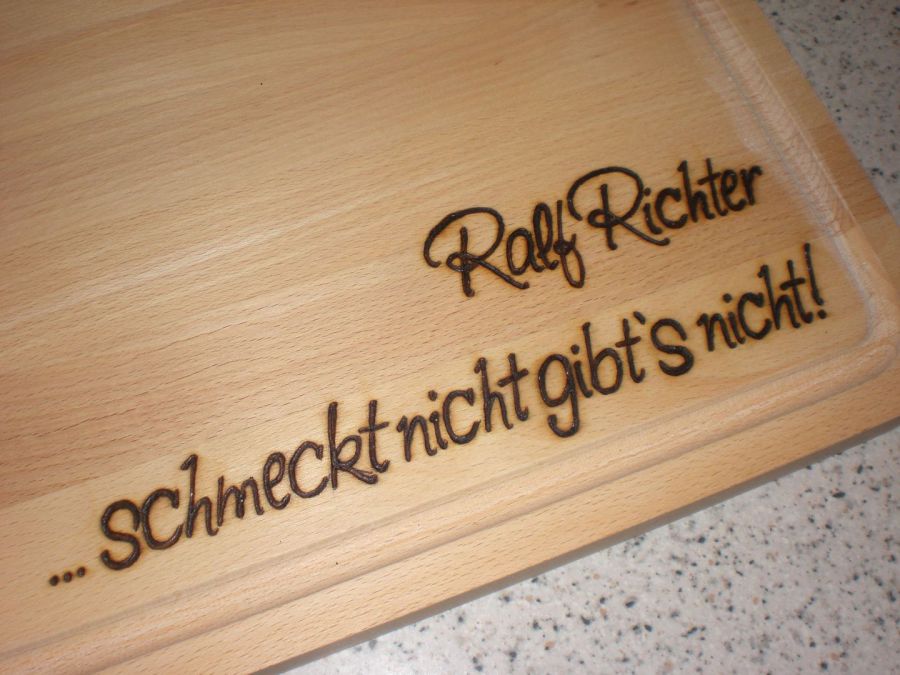 Ralf Richter
... schmeckt nicht gibt`s nicht!